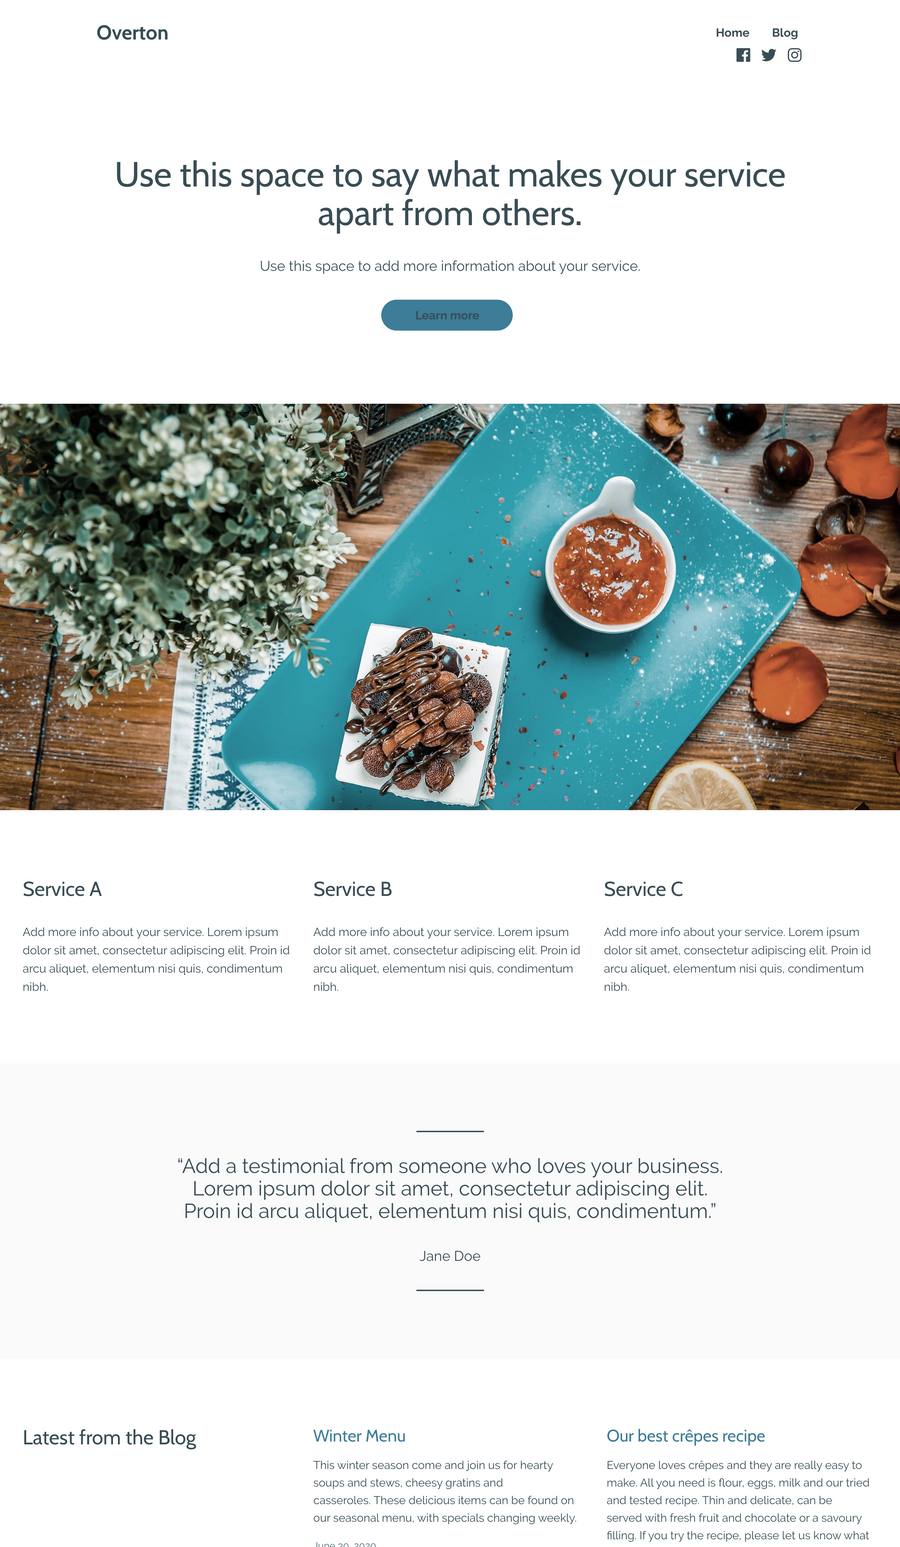 Overton
Home Blog
Use this space to say what makes your service
apart from others.
Use this space to add more information about your service.
Learn more
Service A
Add more info about your service. Lorem ipsum
dolor sit amet, consectetur adipiscing elit. Proin id
arcu aliquet, elementum nisi quis, condimentum
nibh.
Service B
Add more info about your service. Lorem ipsum
dolor sit amet, consectetur adipiscing elit. Proin id
arcu aliquet, elementum nisi quis, condimentum
nibh.
Service C
Add more info about your service. Lorem ipsum
dolor sit amet, consectetur adipiscing elit. Proin id
arcu aliquet, elementum nisi quis, condimentum
nibh.
“Add a testimonial from someone who loves your business.
Lorem ipsum dolor sit amet, consectetur adipiscing elit.
Proin id arcu aliquet, elementum nisi quis, condimentum.”
Jane Doe
Latest from the Blog
Winter Menu
This winter season come and join us for hearty
soups and stews, cheesy gratins and
casseroles. These delicious items can be found on
our seasonal menu, with specials changing weekly.
June 20, 2020
Our best crêpes recipe
Everyone loves crêpes and they are really easy to
make. All you need is flour, eggs, milk and our tried
and tested recipe. Thin and delicate, can be
served with fresh fruit and chocolate or a savoury
filling. If you try the recipe, please let us know what